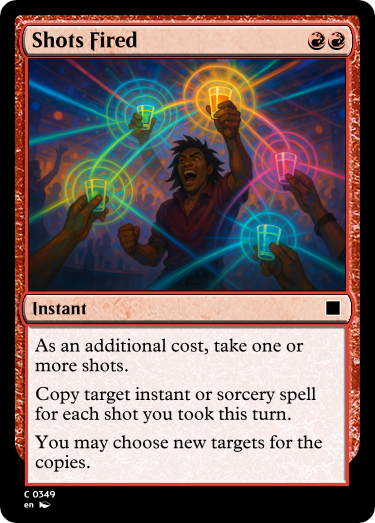 Shots Fired
Instant
As an additional cost, take one or
more shots.
Copy target instant or sorcery spell
for each shot you took this turn.
You may choose new targets for the
copies.
C 0349
en